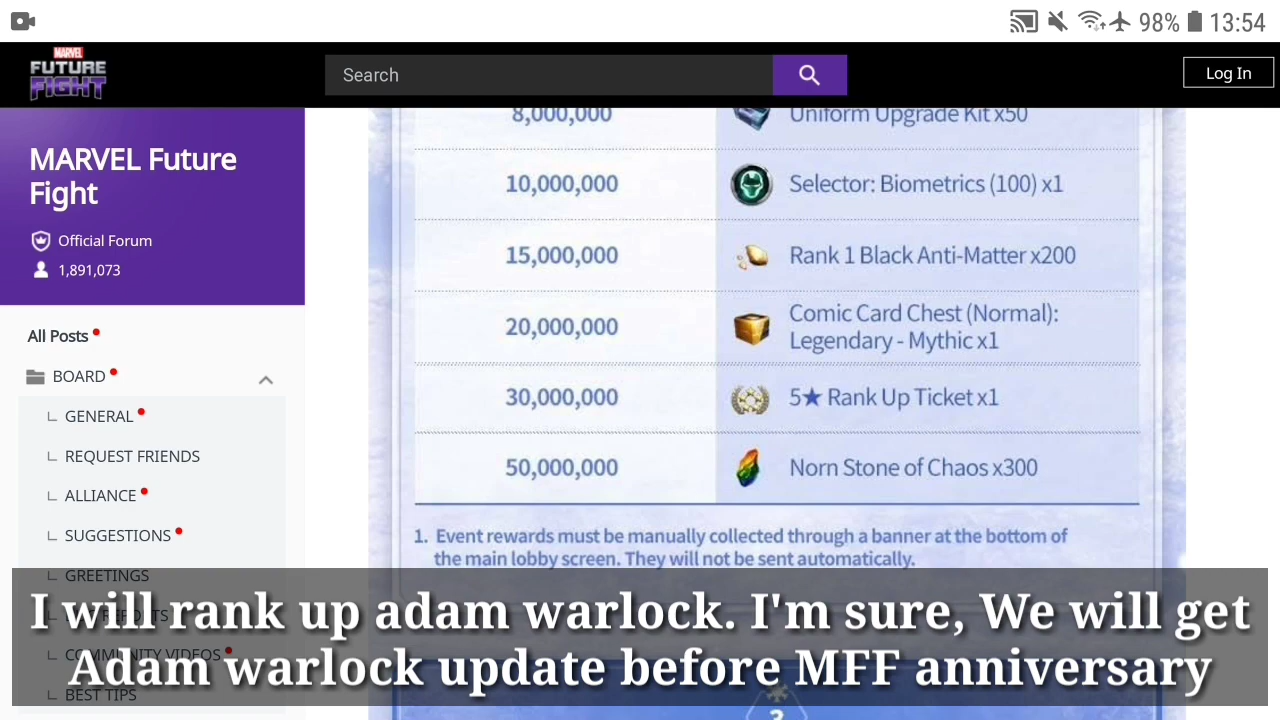 98% 13:54
MARVEL
FUTURE
FIGHT
Search
Log In
MARVEL Future
Fight
Official Forum
1,891,073
All Posts
BOARD
GENERAL
REQUEST FRIENDS
ALLIANCE
SUGGESTIONS
GREETINGS
COMMUNITY VIDEOS
BEST TIPS
8,000,000 Uniform Upgrade Kit x50
10,000,000 Selector: Biometrics (100) x1
15,000,000 Rank 1 Black Anti-Matter x200
20,000,000 Comic Card Chest (Normal):
Legendary - Mythic x1
30,000,000 5★ Rank Up Ticket x1
50,000,000 Norn Stone of Chaos x300
1. Event rewards must be manually collected through a banner at the bottom of
the main lobby screen. They will not be sent automatically.
I will rank up adam warlock. I'm sure, We will get
Adam warlock update before MFF anniversary